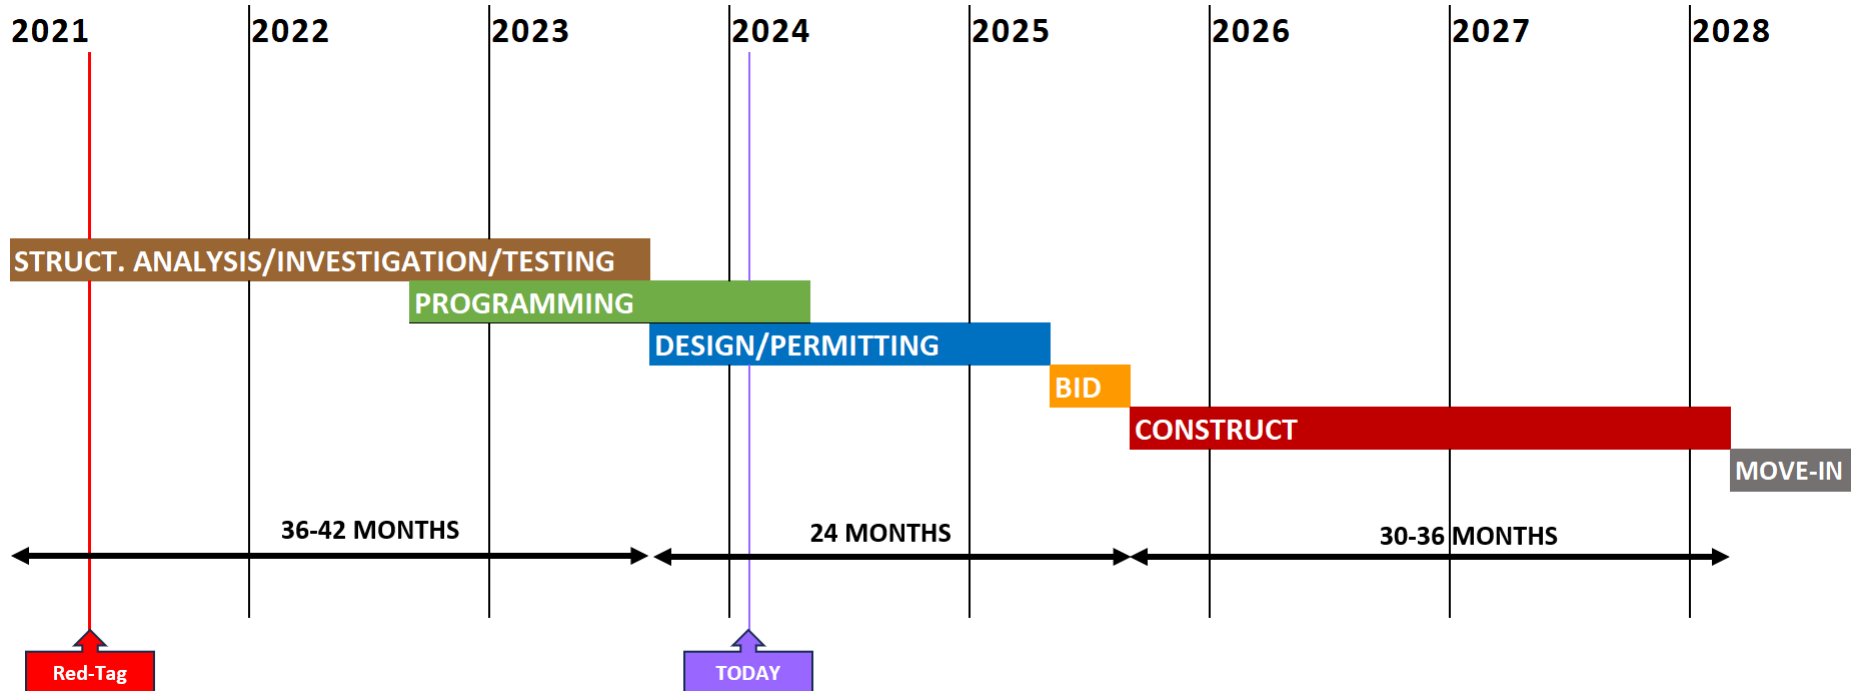 2021 2022 2023 2024 2025 2026 2027 2028
STRUCT. ANALYSIS/INVESTIGATION/TESTING
PROGRAMMING
DESIGN/PERMITTING
BID
CONSTRUCT
MOVE-IN
36-42 MONTHS 24 MONTHS 30-36 MONTHS
Red-Tag TODAY